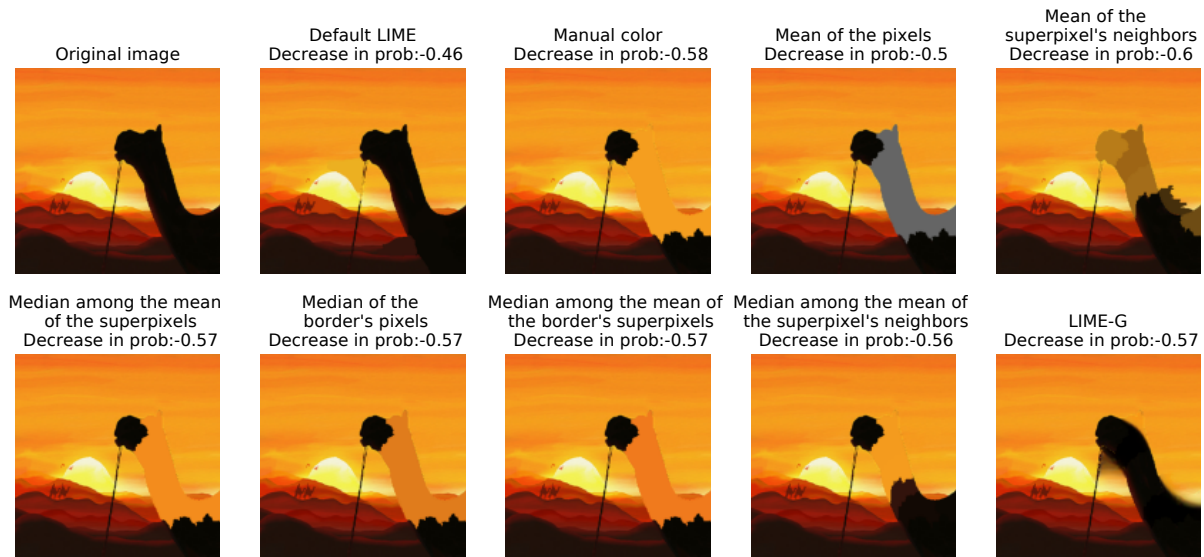 Original image
Default LIME
Decrease in prob:-0.46
Manual color
Decrease in prob:-0.58
Mean of the pixels
Decrease in prob:-0.5
Mean of the
superpixel's neighbors
Decrease in prob:-0.6
Median among the mean
of the superpixels
Decrease in prob:-0.57
Median of the
border's pixels
Decrease in prob:-0.57
Median among the mean of
the border's superpixels
Decrease in prob:-0.57
Median among the mean of
the superpixel's neighbors
Decrease in prob:-0.56
LIME-G
Decrease in prob:-0.57